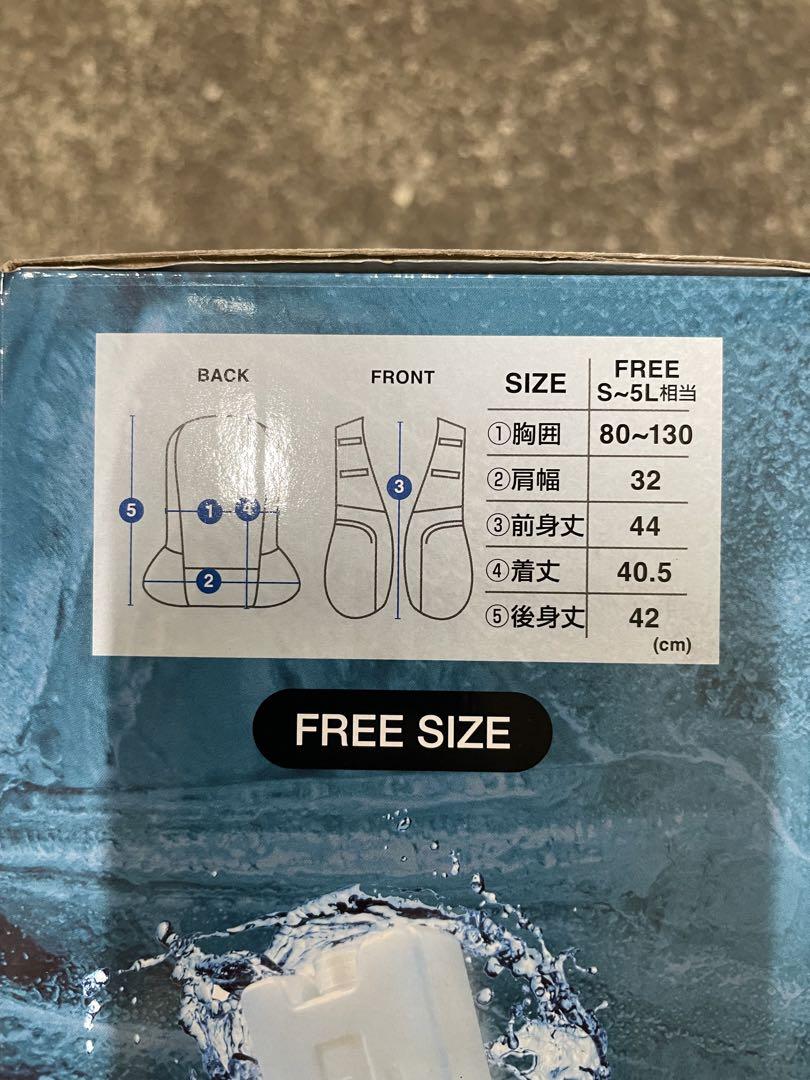 BACK
FRONT
5
1
4
2
3
SIZE
FREE
S~5L相当
①胸囲 80~130
②肩幅 32
③前身丈 44
④着丈 40.5
⑤後身丈 42
(cm)
FREE SIZE